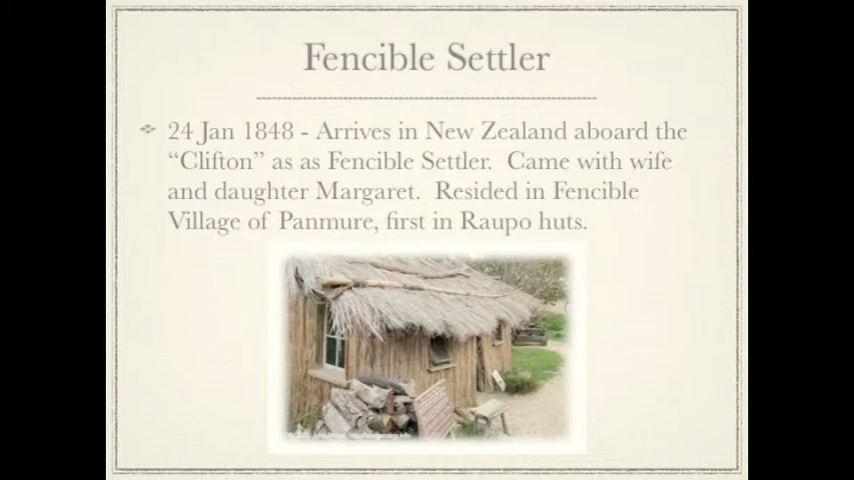 Fencible Settler
24 Jan 1848 - Arrives in New Zealand aboard the
“Clifton” as as Fencible Settler. Came with wife
and daughter Margaret. Resided in Fencible
Village of Panmure, first in Raupo huts.